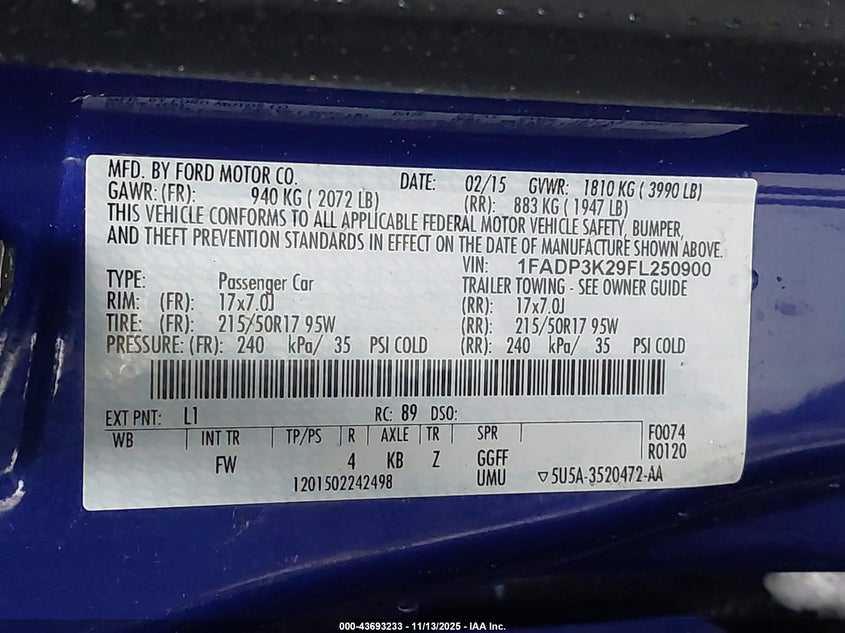 MFD. BY FORD MOTOR CO. DATE: 02/15 GVWR: 1810 KG ( 3990 LB)
GAWR: (FR): 940 KG ( 2072 LB) (RR): 883 KG ( 1947 LB)
THIS VEHICLE CONFORMS TO ALL APPLICABLE FEDERAL MOTOR VEHICLE SAFETY, BUMPER,
AND THEFT PREVENTION STANDARDS IN EFFECT ON THE DATE OF MANUFACTURE SHOWN ABOVE.
VIN: 1FADP3K29FL250900
TYPE: Passenger Car TRAILER TOWING - SEE OWNER GUIDE
RIM: (FR): 17x7.0J (RR): 17x7.0J
TIRE: (FR): 215/50R17 95W (RR): 215/50R17 95W
PRESSURE: (FR): 240 kPa/ 35 PSI COLD (RR): 240 kPa/ 35 PSI COLD
EXT PNT: L1 RC: 89 DSO:
WB INT TR TP/PS R AXLE TR SPR F0074
FW 4 KB Z GGFF R0120
1201502242498 UMU 5U5A-3520472-AA
000-43693233 - 11/13/2025 - IAA Inc.